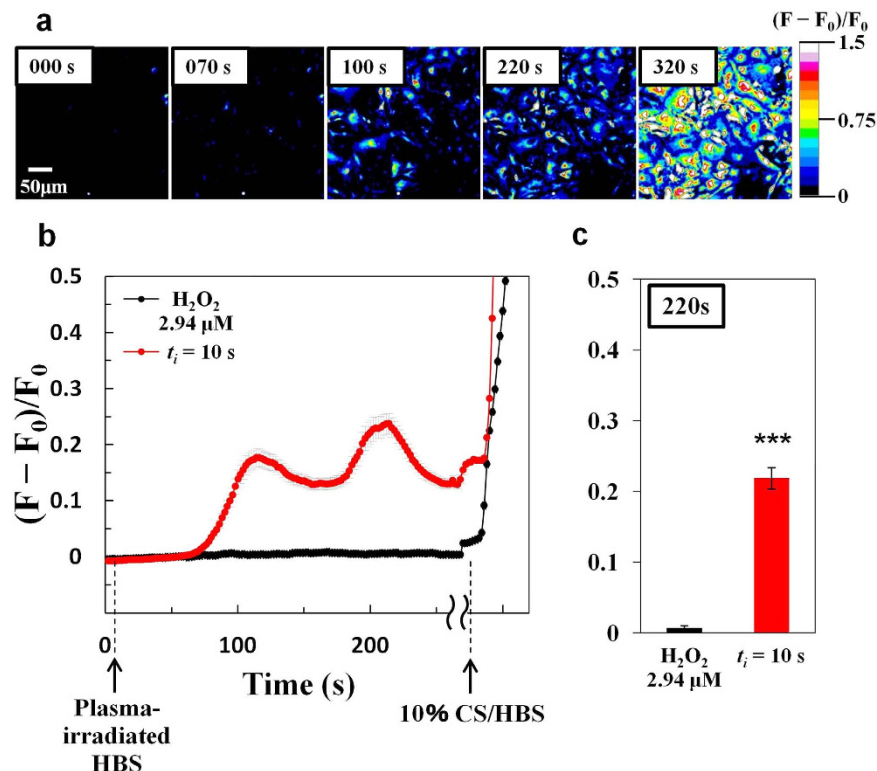 a
(F − F₀)/F₀
000 s
070 s
100 s
220 s
320 s
1.5
0.75
0
50μm
b
c
(F − F₀)/F₀
0.5
0.4
0.3
0.2
0.1
0
H₂O₂
2.94 μM
tᵢ = 10 s
0
100
200
Time (s)
Plasma-
irradiated
HBS
10% CS/HBS
220s
0.5
0.4
0.3
0.2
0.1
0
***
H₂O₂
2.94 μM
tᵢ = 10 s